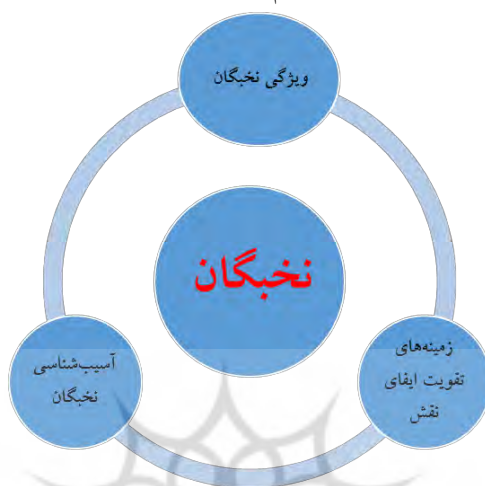 ویژگی نخبگان
نخبگان
زمینه‌های
تقویت ایفای
نقش
آسیب‌شناسی
نخبگان